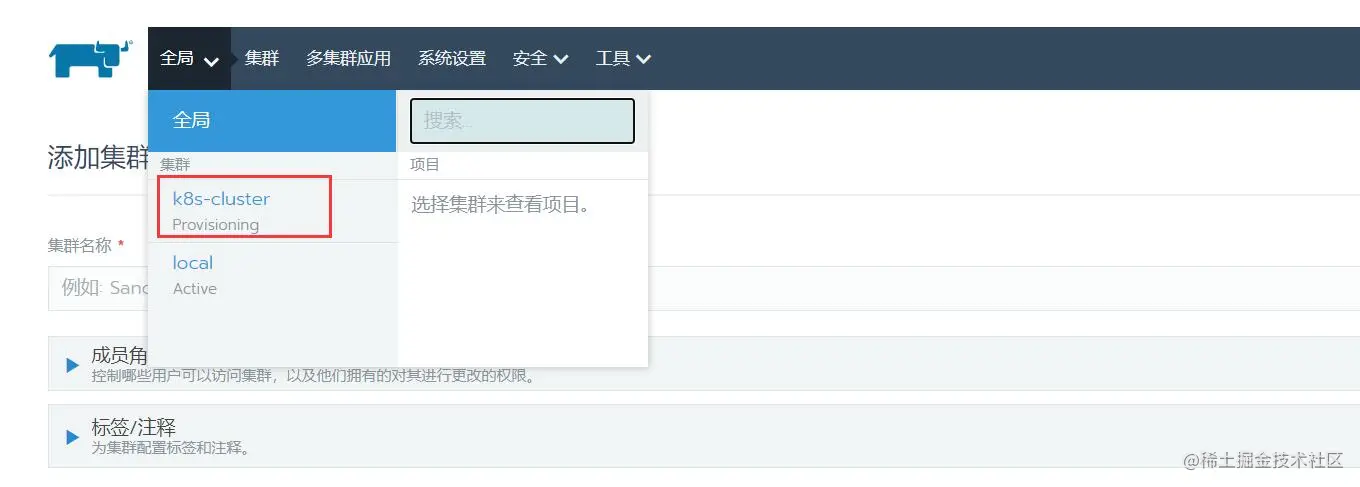 全局 集群 多集群应用 系统设置 安全 工具
全局
搜索...
添加集群
集群
项目
k8s-cluster
Provisioning
选择集群来查看项目。
集群名称 *
local
Active
例如: Sand
成员角
控制哪些用户可以访问集群，以及他们拥有的对其进行更改的权限。
标签/注释
为集群配置标签和注释。
@稀土掘金技术社区